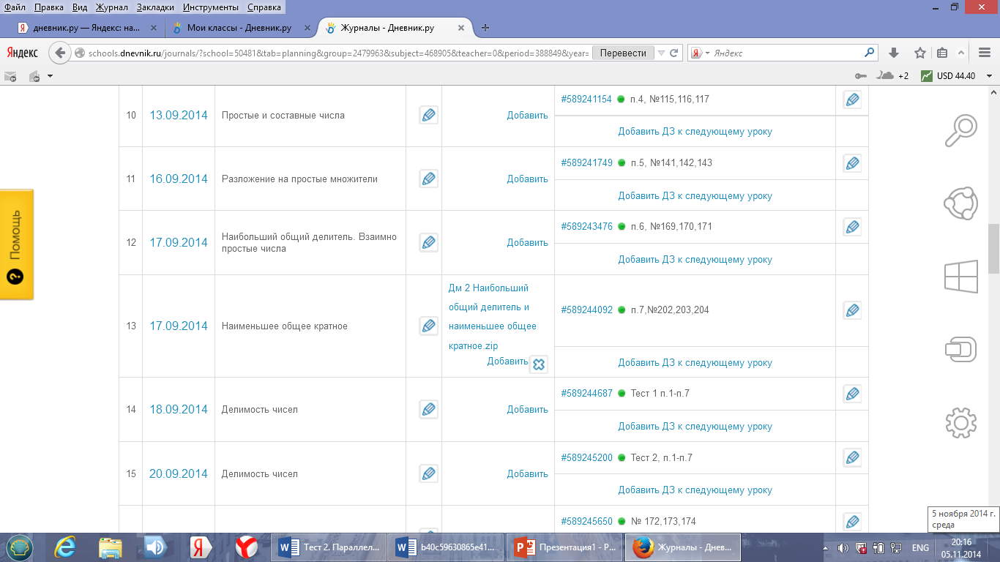 Файл Правка Вид Журнал Закладки Инструменты Справка
дневник.ру — Яндекс: на... Мои классы - Дневник.ру Журналы - Дневник.ру
Яндекс schools.dnevnik.ru/journals/?school=50481&tab=planning&group=2479963&subject=468905&teacher=0&period=388849&year= Перевести Яндекс
+2 USD 44.40
#589241154 п.4, №115,116,117
10 13.09.2014 Простые и составные числа Добавить
Добавить ДЗ к следующему уроку
#589241749 п.5, №141,142,143
11 16.09.2014 Разложение на простые множители Добавить
Добавить ДЗ к следующему уроку
#589243476 п.6, №169,170,171
12 17.09.2014 Наибольший общий делитель. Взаимно
простые числа Добавить
Добавить ДЗ к следующему уроку
Дм 2 Наибольший
общий делитель и
наименьшее общее
кратное.zip
Добавить
13 17.09.2014 Наименьшее общее кратное
#589244092 п.7,№202,203,204
Добавить ДЗ к следующему уроку
#589244687 Тест 1 п.1-п.7
14 18.09.2014 Делимость чисел Добавить
Добавить ДЗ к следующему уроку
#589245200 Тест 2, п.1-п.7
15 20.09.2014 Делимость чисел Добавить
Добавить ДЗ к следующему уроку
#589245650 № 172,173,174
Помощь
5 ноября 2014 г.
среда
Тест 2. Параллел... b40c59630865e41... Презентация1 - P... Журналы - Днев... ENG
20:16
05.11.2014